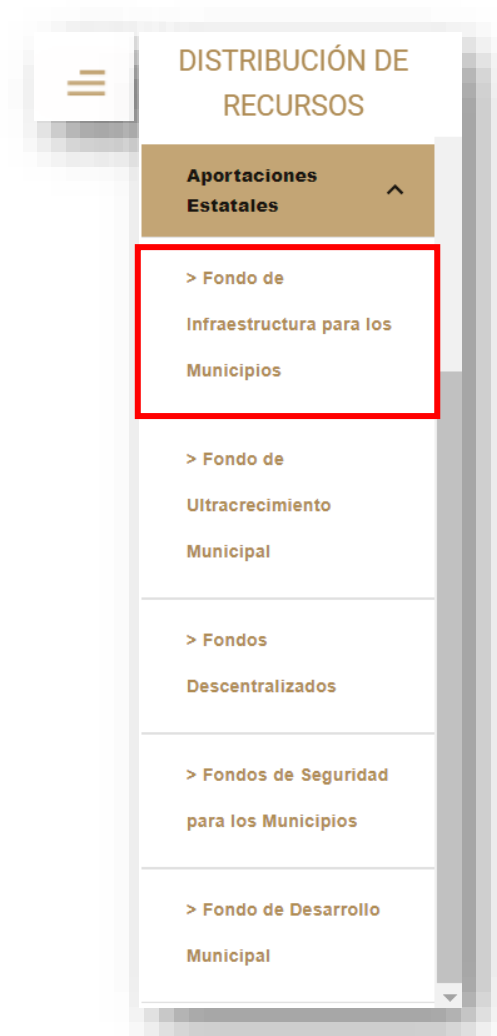 DISTRIBUCIÓN DE
RECURSOS
Aportaciones
Estatales
> Fondo de
Infraestructura para los
Municipios
> Fondo de
Ultracrecimiento
Municipal
> Fondos
Descentralizados
> Fondos de Seguridad
para los Municipios
> Fondo de Desarrollo
Municipal